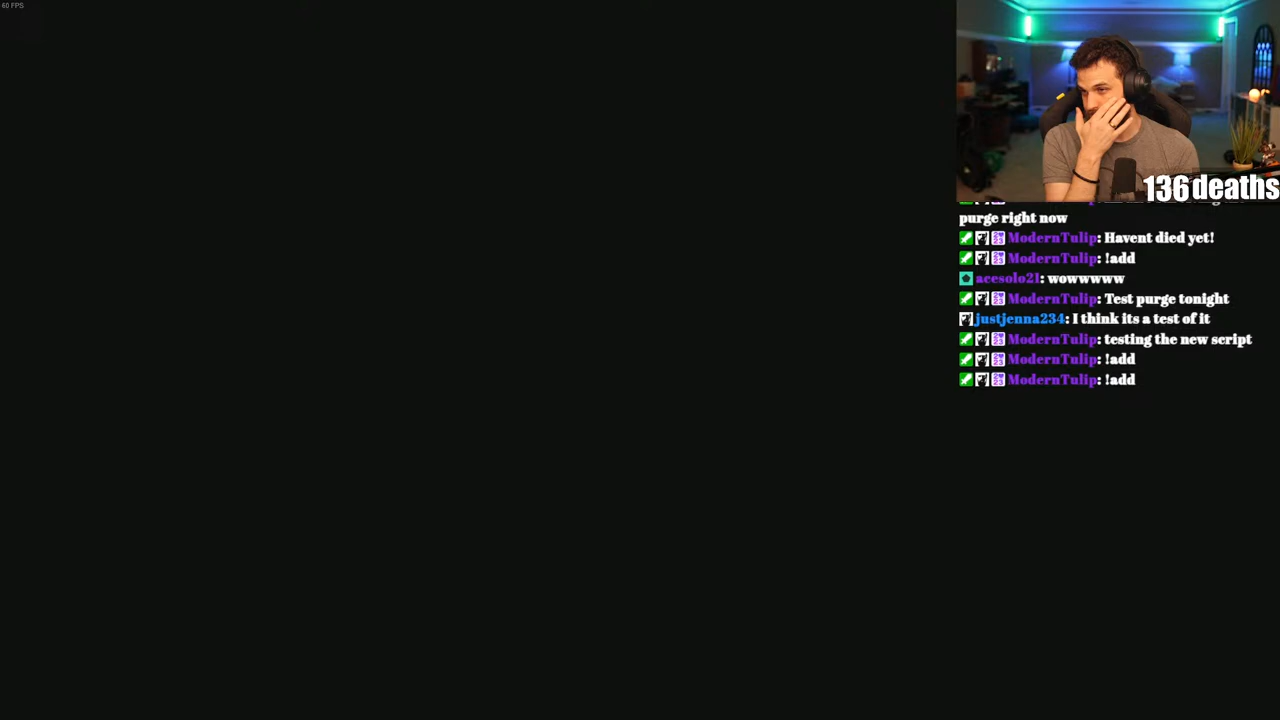 60 FPS
136 deaths
purge right now
ModernTulip: Havent died yet!
ModernTulip: !add
acesolo21: wowwwww
ModernTulip: Test purge tonight
justjenna234: I think its a test of it
ModernTulip: testing the new script
ModernTulip: !add
ModernTulip: !add